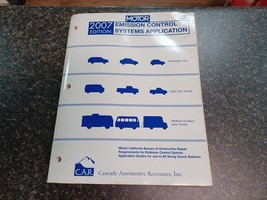 MOTOR
2007 EDITION
EMISSION CONTROL
SYSTEMS APPLICATION
Passenger Cars
Light Duty Trucks
Medium & Heavy
Duty Trucks
Meets California Bureau of Automotive Repair
Requirements for Emission Control System
Application Guides for use in All Smog Check Stations
C.A.R.
Cascade Automotive Resources, Inc.